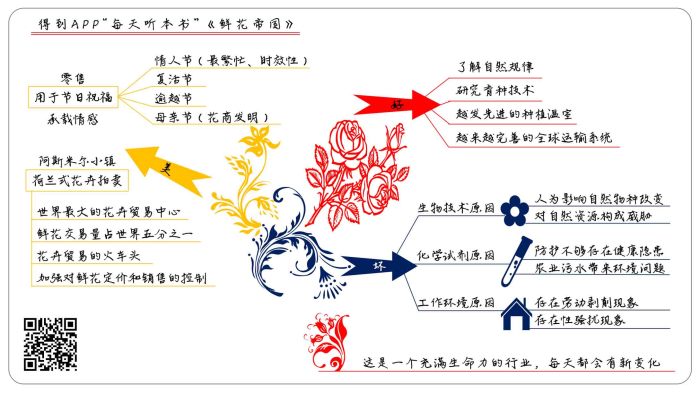 得到APP“每天听本书”《鲜花帝国》
零售
用于节日祝福
承载情感
情人节（最繁忙、时效性）
复活节
逾越节
母亲节（花商发明）
美
阿斯米尔小镇
荷兰式花卉拍卖
世界最大的花卉贸易中心
鲜花交易量占世界五分之一
花卉贸易的火车头
加强对鲜花定价和销售的控制
好
了解自然规律
研究育种技术
越发先进的种植温室
越来越完善的全球运输系统
坏
生物技术原因
人为影响自然物种改变
对自然资源构成威胁
化学试剂原因
防护不够存在健康隐患
农业污水带来环境问题
工作环境原因
存在劳动剥削现象
存在性骚扰现象
这是一个充满生命力的行业，每天都会有新变化